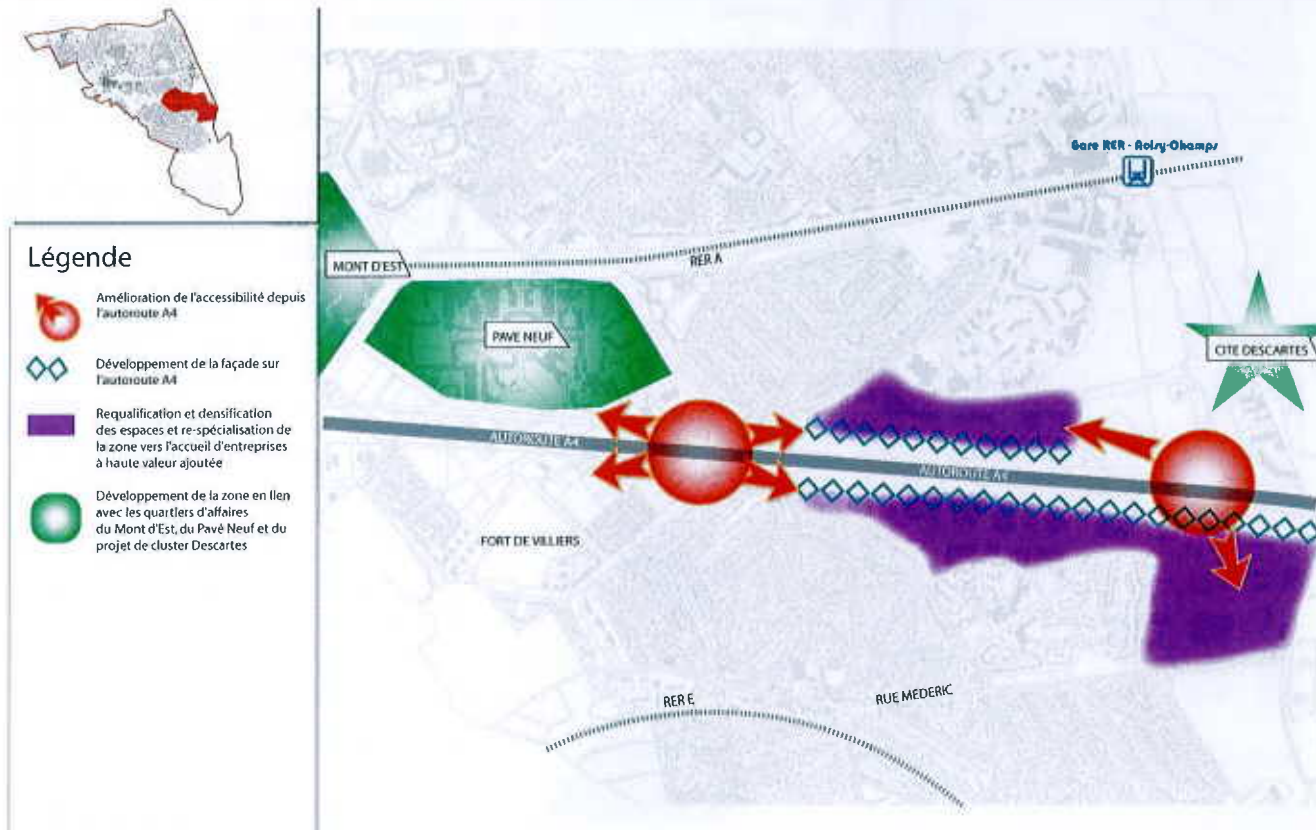 Légende
Amélioration de l'accessibilité depuis
l'autoroute A4
Développement de la façade sur
l'autoroute A4
Requalification et densification
des espaces et re-spécialisation de
la zone vers l'accueil d'entreprises
à haute valeur ajoutée
Développement de la zone en lien
avec les quartiers d'affaires
du Mont d'Est, du Pavé Neuf et du
projet de cluster Descartes
Gare RER - Noisy-Champs
RER A
MONT D'EST
PAVE NEUF
CITE DESCARTES
AUTOROUTE A4
AUTOROUTE A4
FORT DE VILLIERS
RER E
RUE MEDERIC